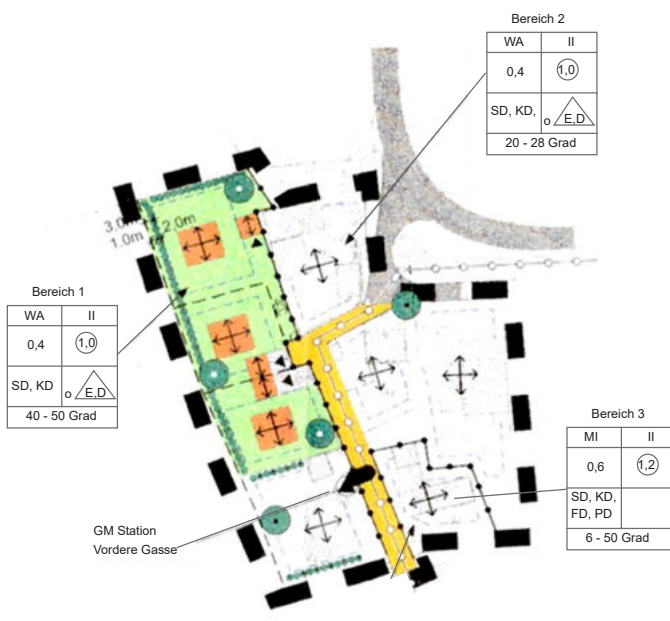 Bereich 2
WA II
0,4 1,0
SD, KD, o E,D
20 - 28 Grad
3,0m 2.0m
1.0m
Bereich 1
WA II
0,4 1,0
SD, KD o E,D
40 - 50 Grad
Bereich 3
MI II
0,6 1,2
SD, KD,
FD, PD
6 - 50 Grad
GM Station
Vordere Gasse